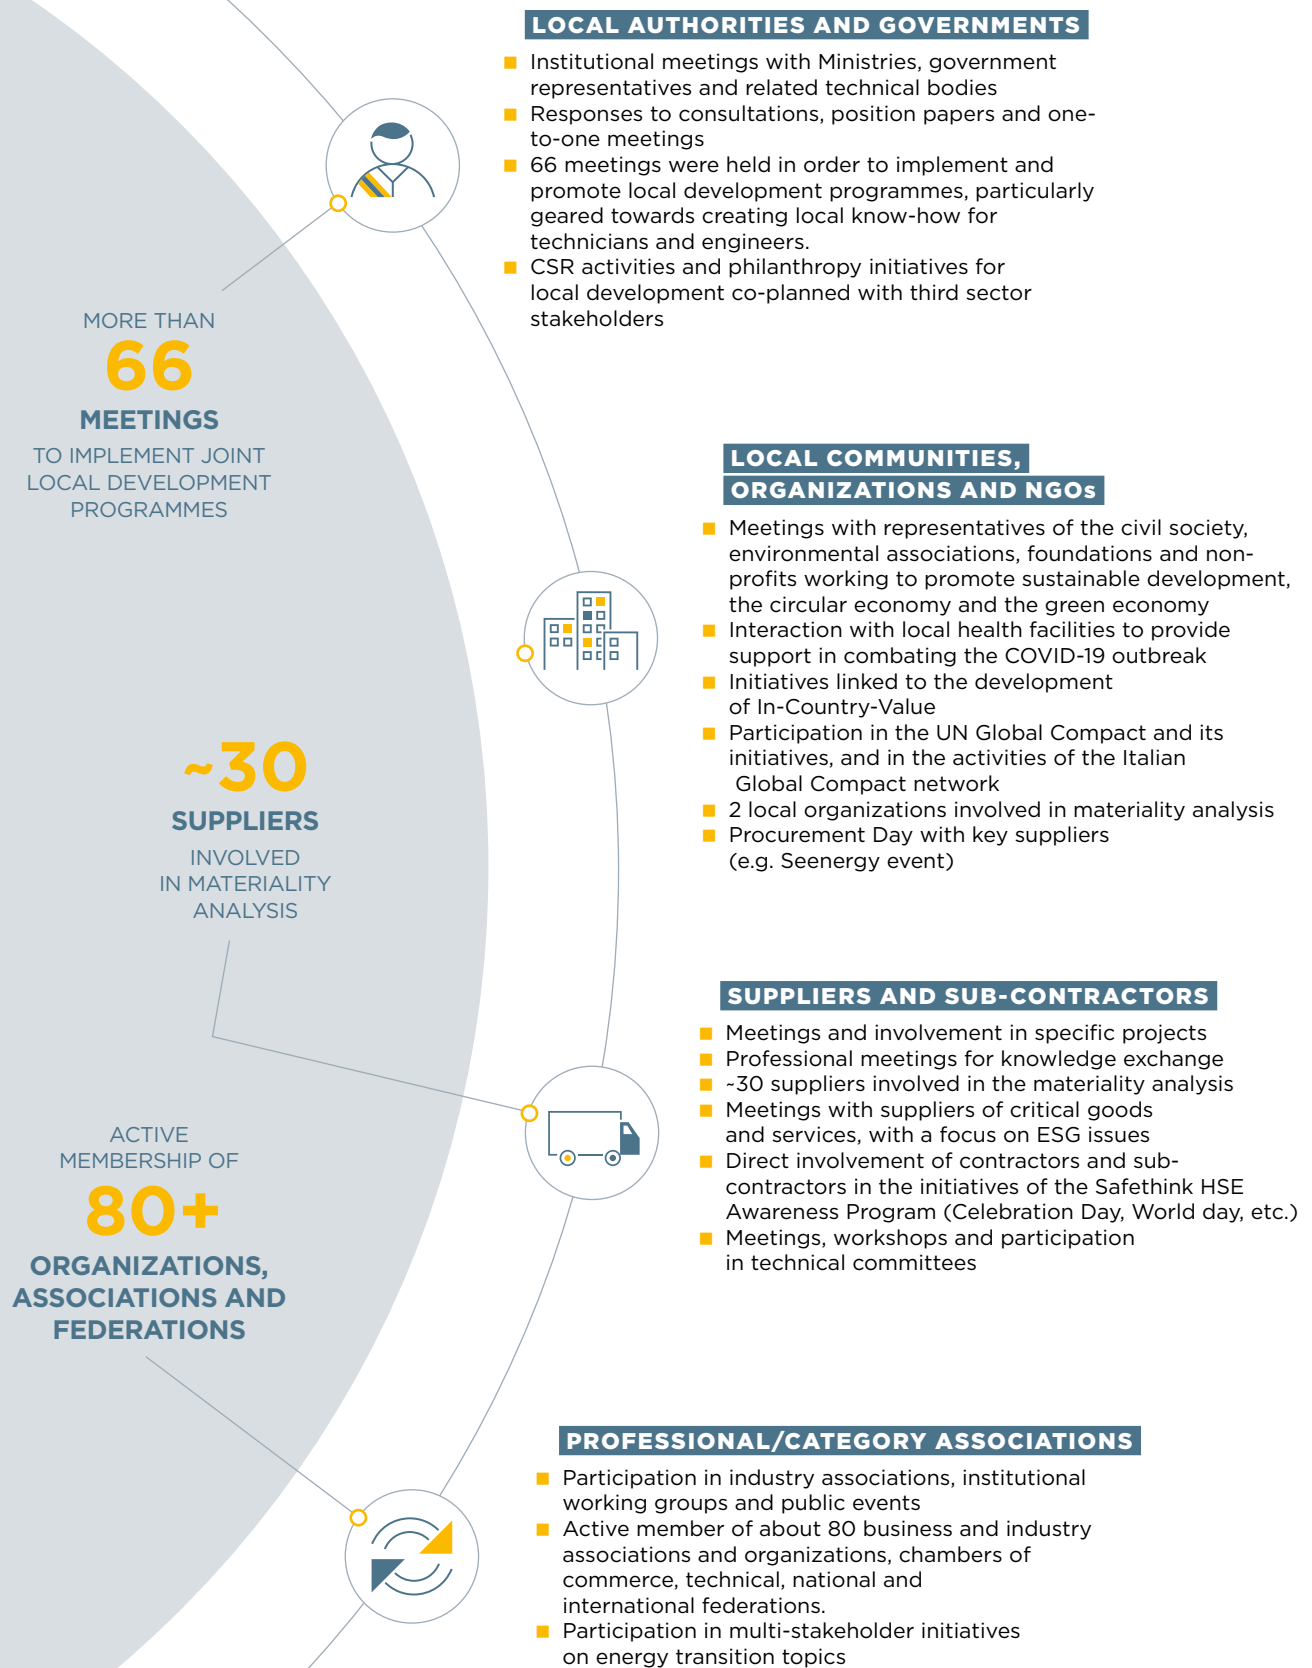 LOCAL AUTHORITIES AND GOVERNMENTS
Institutional meetings with Ministries, government
representatives and related technical bodies
Responses to consultations, position papers and one-
to-one meetings
66 meetings were held in order to implement and
promote local development programmes, particularly
geared towards creating local know-how for
technicians and engineers.
CSR activities and philanthropy initiatives for
local development co-planned with third sector
stakeholders
MORE THAN
66
MEETINGS
TO IMPLEMENT JOINT
LOCAL DEVELOPMENT
PROGRAMMES
LOCAL COMMUNITIES,
ORGANIZATIONS AND NGOs
Meetings with representatives of the civil society,
environmental associations, foundations and non-
profits working to promote sustainable development,
the circular economy and the green economy
Interaction with local health facilities to provide
support in combating the COVID-19 outbreak
Initiatives linked to the development
of In-Country-Value
Participation in the UN Global Compact and its
initiatives, and in the activities of the Italian
Global Compact network
2 local organizations involved in materiality analysis
Procurement Day with key suppliers
(e.g. Seenergy event)
~30
SUPPLIERS
INVOLVED
IN MATERIALITY
ANALYSIS
SUPPLIERS AND SUB-CONTRACTORS
Meetings and involvement in specific projects
Professional meetings for knowledge exchange
~30 suppliers involved in the materiality analysis
Meetings with suppliers of critical goods
and services, with a focus on ESG issues
Direct involvement of contractors and sub-
contractors in the initiatives of the Safethink HSE
Awareness Program (Celebration Day, World day, etc.)
Meetings, workshops and participation
in technical committees
ACTIVE
MEMBERSHIP OF
80+
ORGANIZATIONS,
ASSOCIATIONS AND
FEDERATIONS
PROFESSIONAL/CATEGORY ASSOCIATIONS
Participation in industry associations, institutional
working groups and public events
Active member of about 80 business and industry
associations and organizations, chambers of
commerce, technical, national and
international federations.
Participation in multi-stakeholder initiatives
on energy transition topics